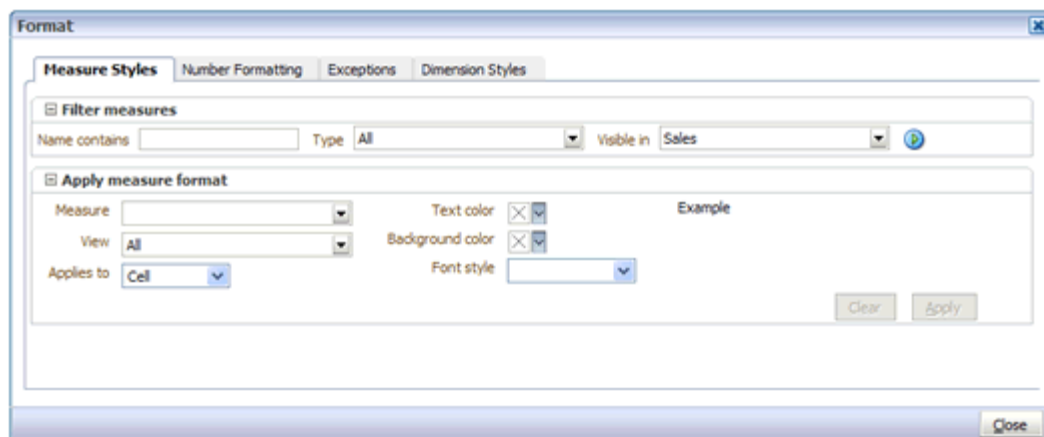 Format
Measure Styles Number Formatting Exceptions Dimension Styles
Filter measures
Name contains Type All Visible in Sales
Apply measure format
Measure Text color Example
View All Background color
Applies to Cell Font style
Clear Apply
Close